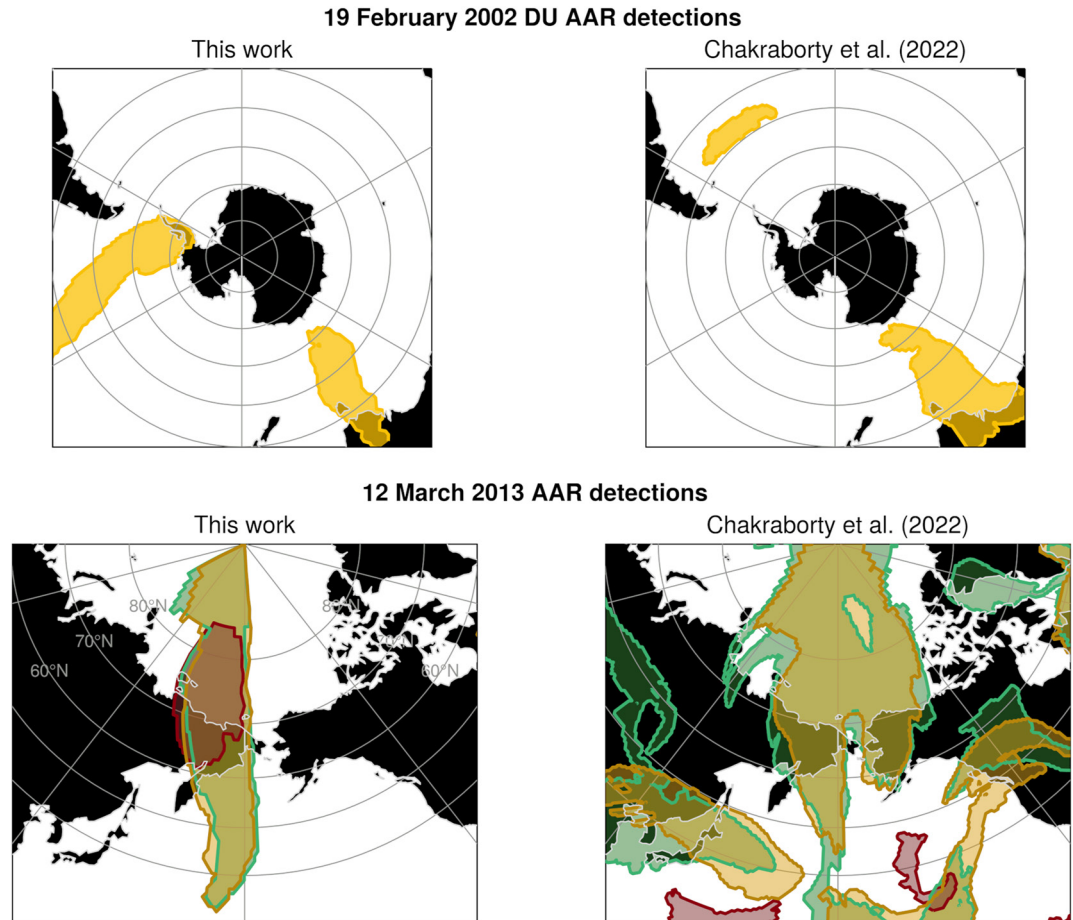 19 February 2002 DU AAR detections
This work
Chakraborty et al. (2022)
12 March 2013 AAR detections
This work
Chakraborty et al. (2022)
80°N
70°N
60°N
60°N